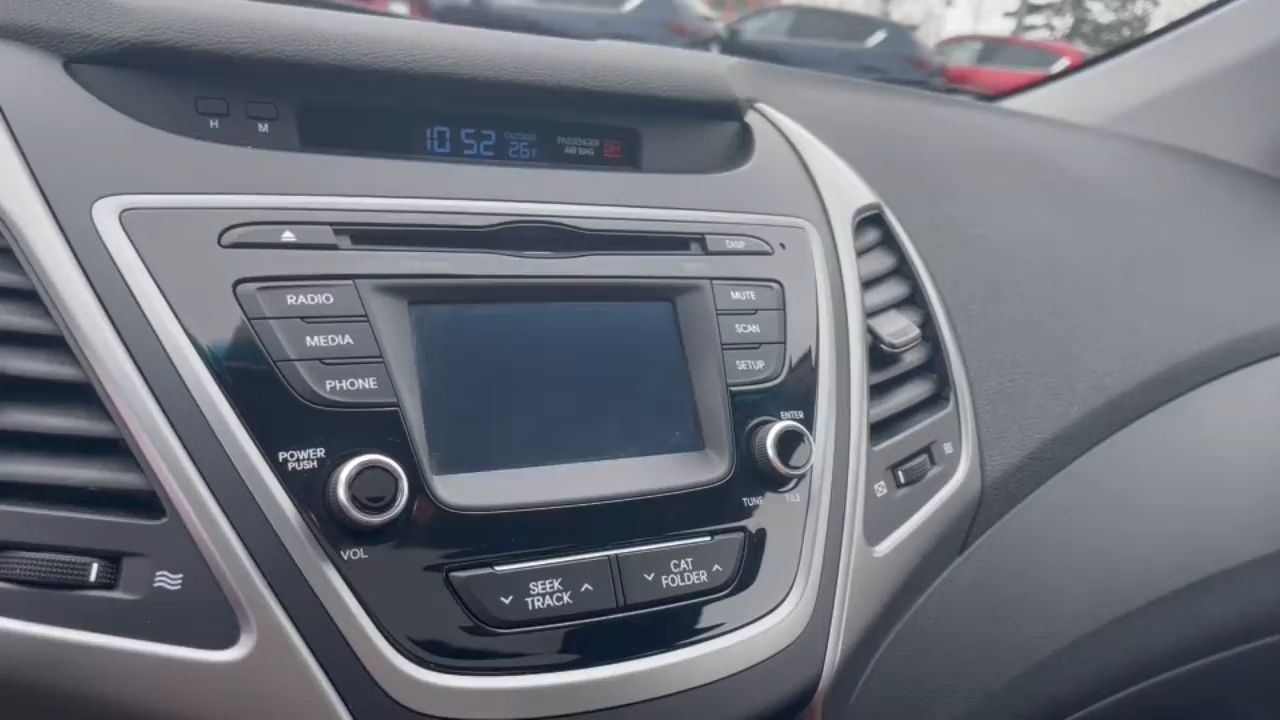 H
M
10 52
OUTSIDE
26F
PASSENGER
AIR BAG OFF
DISP
RADIO
MEDIA
PHONE
MUTE
SCAN
SETUP
POWER
PUSH
VOL
ENTER
TUNE
FILE
SEEK
TRACK
CAT
FOLDER